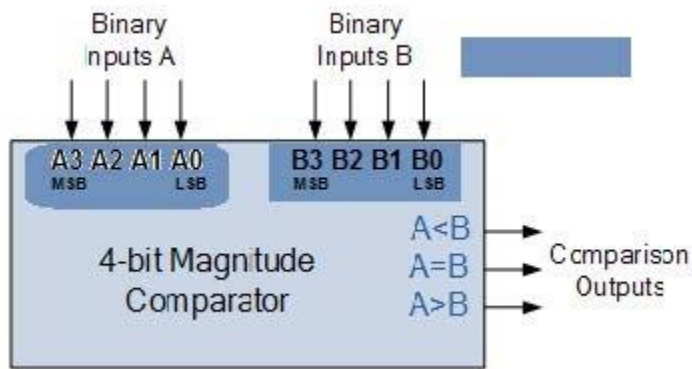 Binary
Inputs A
Binary
Inputs B
A3 A2 A1 A0
MSB LSB
B3 B2 B1 B0
MSB LSB
A<B
A=B
A>B
4-bit Magnitude
Comparator
Comparison
Outputs